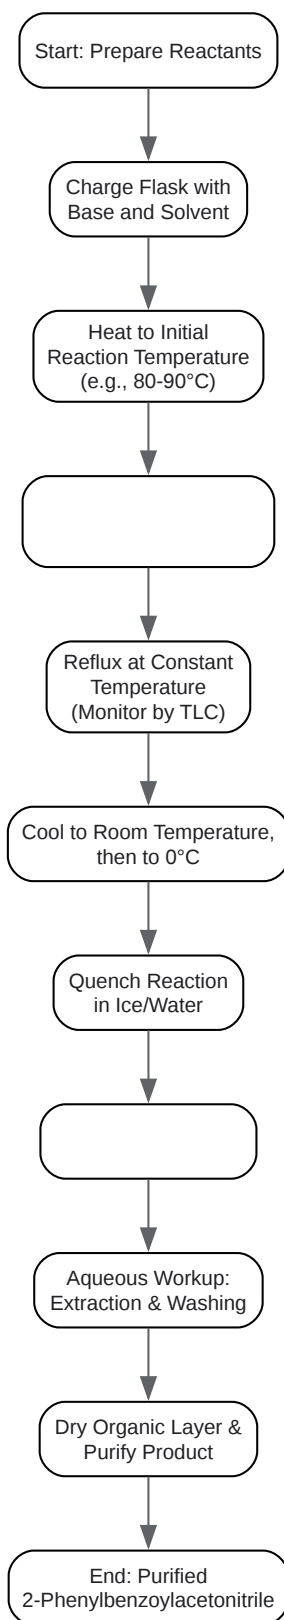 Start: Prepare Reactants
Charge Flask with
Base and Solvent
Heat to Initial
Reaction Temperature
(e.g., 80-90°C)
Reflux at Constant
Temperature
(Monitor by TLC)
Cool to Room Temperature,
then to 0°C
Quench Reaction
in Ice/Water
Aqueous Workup:
Extraction & Washing
Dry Organic Layer &
Purify Product
End: Purified
2-Phenylbenzoylacetonitrile